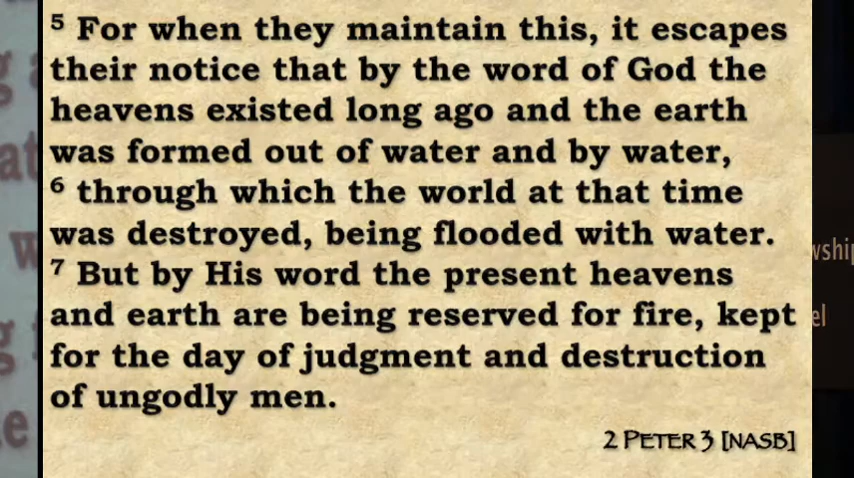 ⁵ For when they maintain this, it escapes
their notice that by the word of God the
heavens existed long ago and the earth
was formed out of water and by water,
⁶ through which the world at that time
was destroyed, being flooded with water.
⁷ But by His word the present heavens
and earth are being reserved for fire, kept
for the day of judgment and destruction
of ungodly men.
2 PETER 3 [NASB]